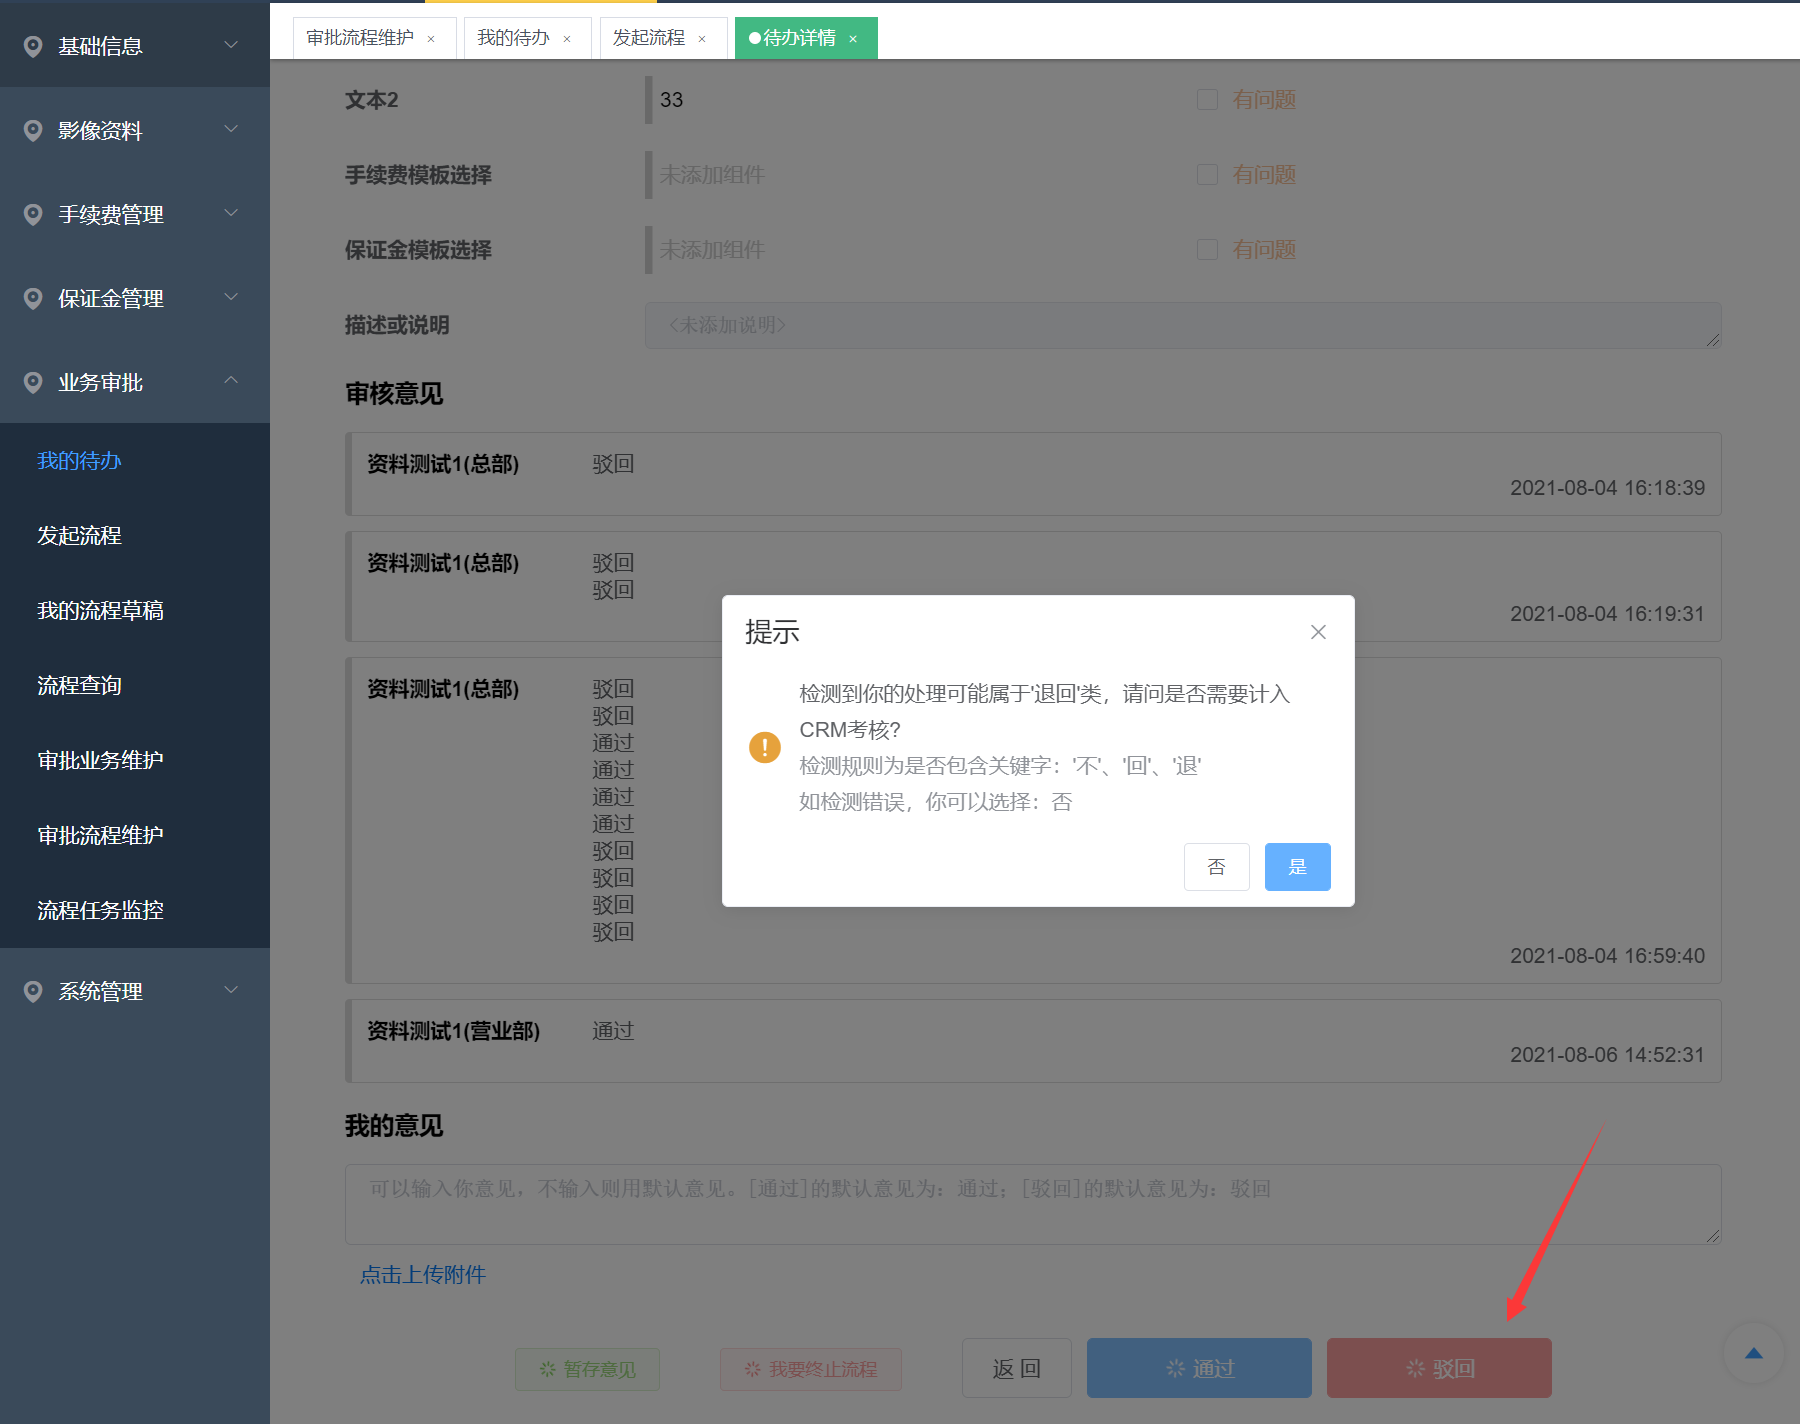 基础信息
影像资料
手续费管理
保证金管理
业务审批
我的待办
发起流程
我的流程草稿
流程查询
审批业务维护
审批流程维护
流程任务监控
系统管理
审批流程维护 × 我的待办 × 发起流程 × 待办详情 ×
文本2 33 有问题
手续费模板选择 未添加组件 有问题
保证金模板选择 未添加组件 有问题
描述或说明 <未添加说明>
审核意见
资料测试1(总部) 驳回
2021-08-04 16:18:39
资料测试1(总部) 驳回
驳回
2021-08-04 16:19:31
资料测试1(总部) 驳回
驳回
通过
通过
通过
通过
驳回
驳回
驳回
驳回
2021-08-04 16:59:40
资料测试1(营业部) 通过
2021-08-06 14:52:31
提示
检测到你的处理可能属于'退回'类，请问是否需要计入
CRM考核?
检测规则为是否包含关键字：'不'、'回'、'退'
如检测错误，你可以选择：否
否 是
我的意见
可以输入你意见，不输入则用默认意见。[通过]的默认意见为：通过；[驳回]的默认意见为：驳回
点击上传附件
暂存意见 我要终止流程 返 回 通过 驳回